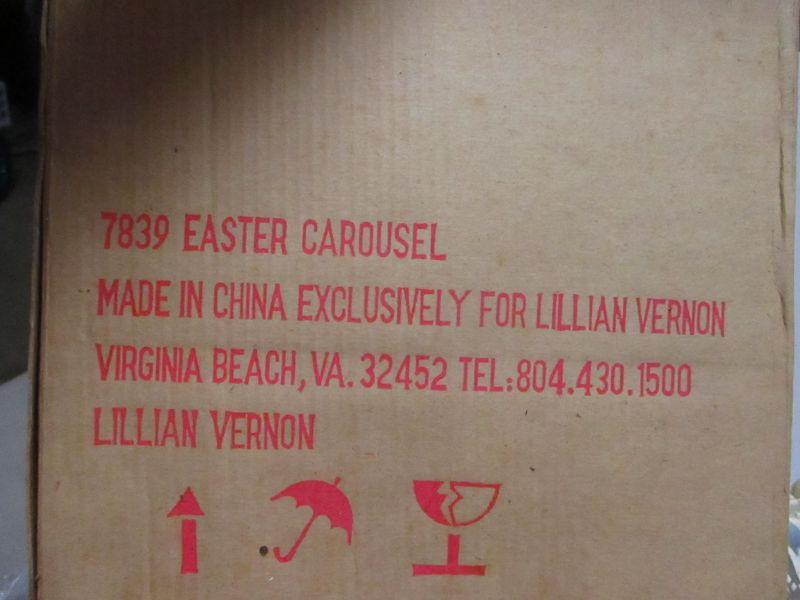 7839 EASTER CAROUSEL
MADE IN CHINA EXCLUSIVELY FOR LILLIAN VERNON
VIRGINIA BEACH, VA. 32452 TEL:804.430.1500
LILLIAN VERNON